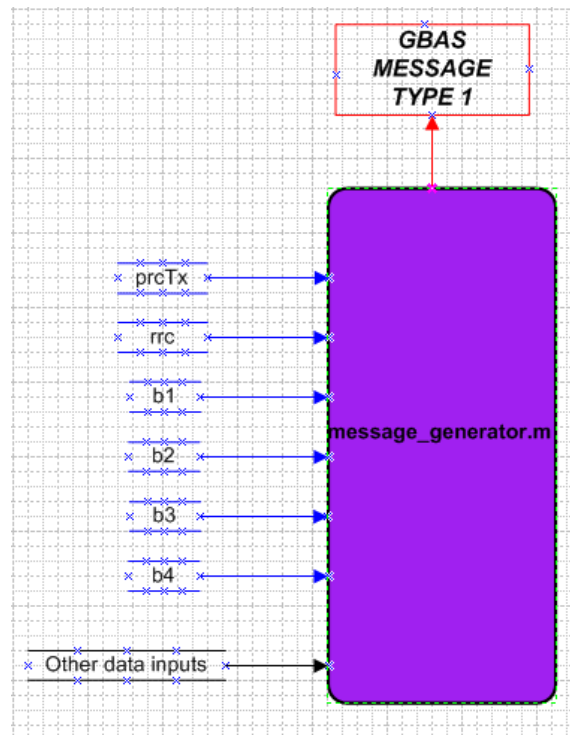 GBAS
MESSAGE
TYPE 1
prcTx
rrc
b1
message_generator.m
b2
b3
b4
Other data inputs